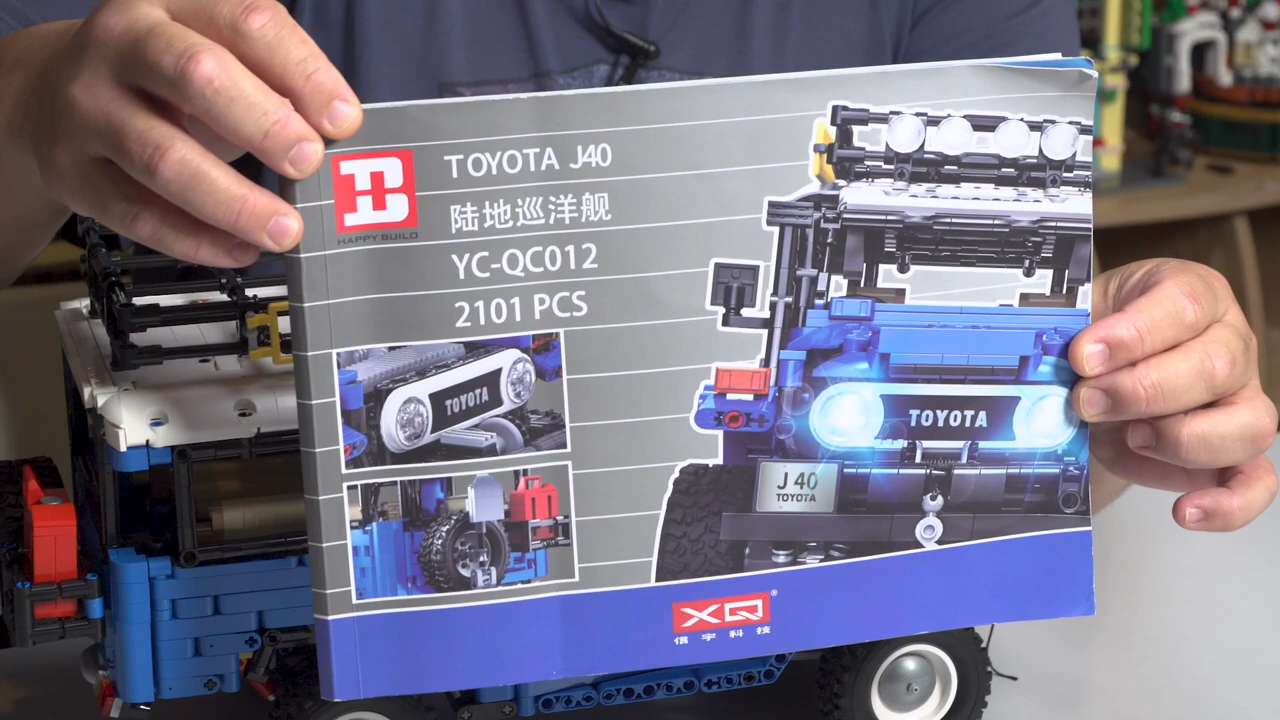 HAPPY BUILD
TOYOTA J40
陆地巡洋舰
YC-QC012
2101 PCS
TOYOTA
TOYOTA
J 40
TOYOTA
XQ®
信宇科技